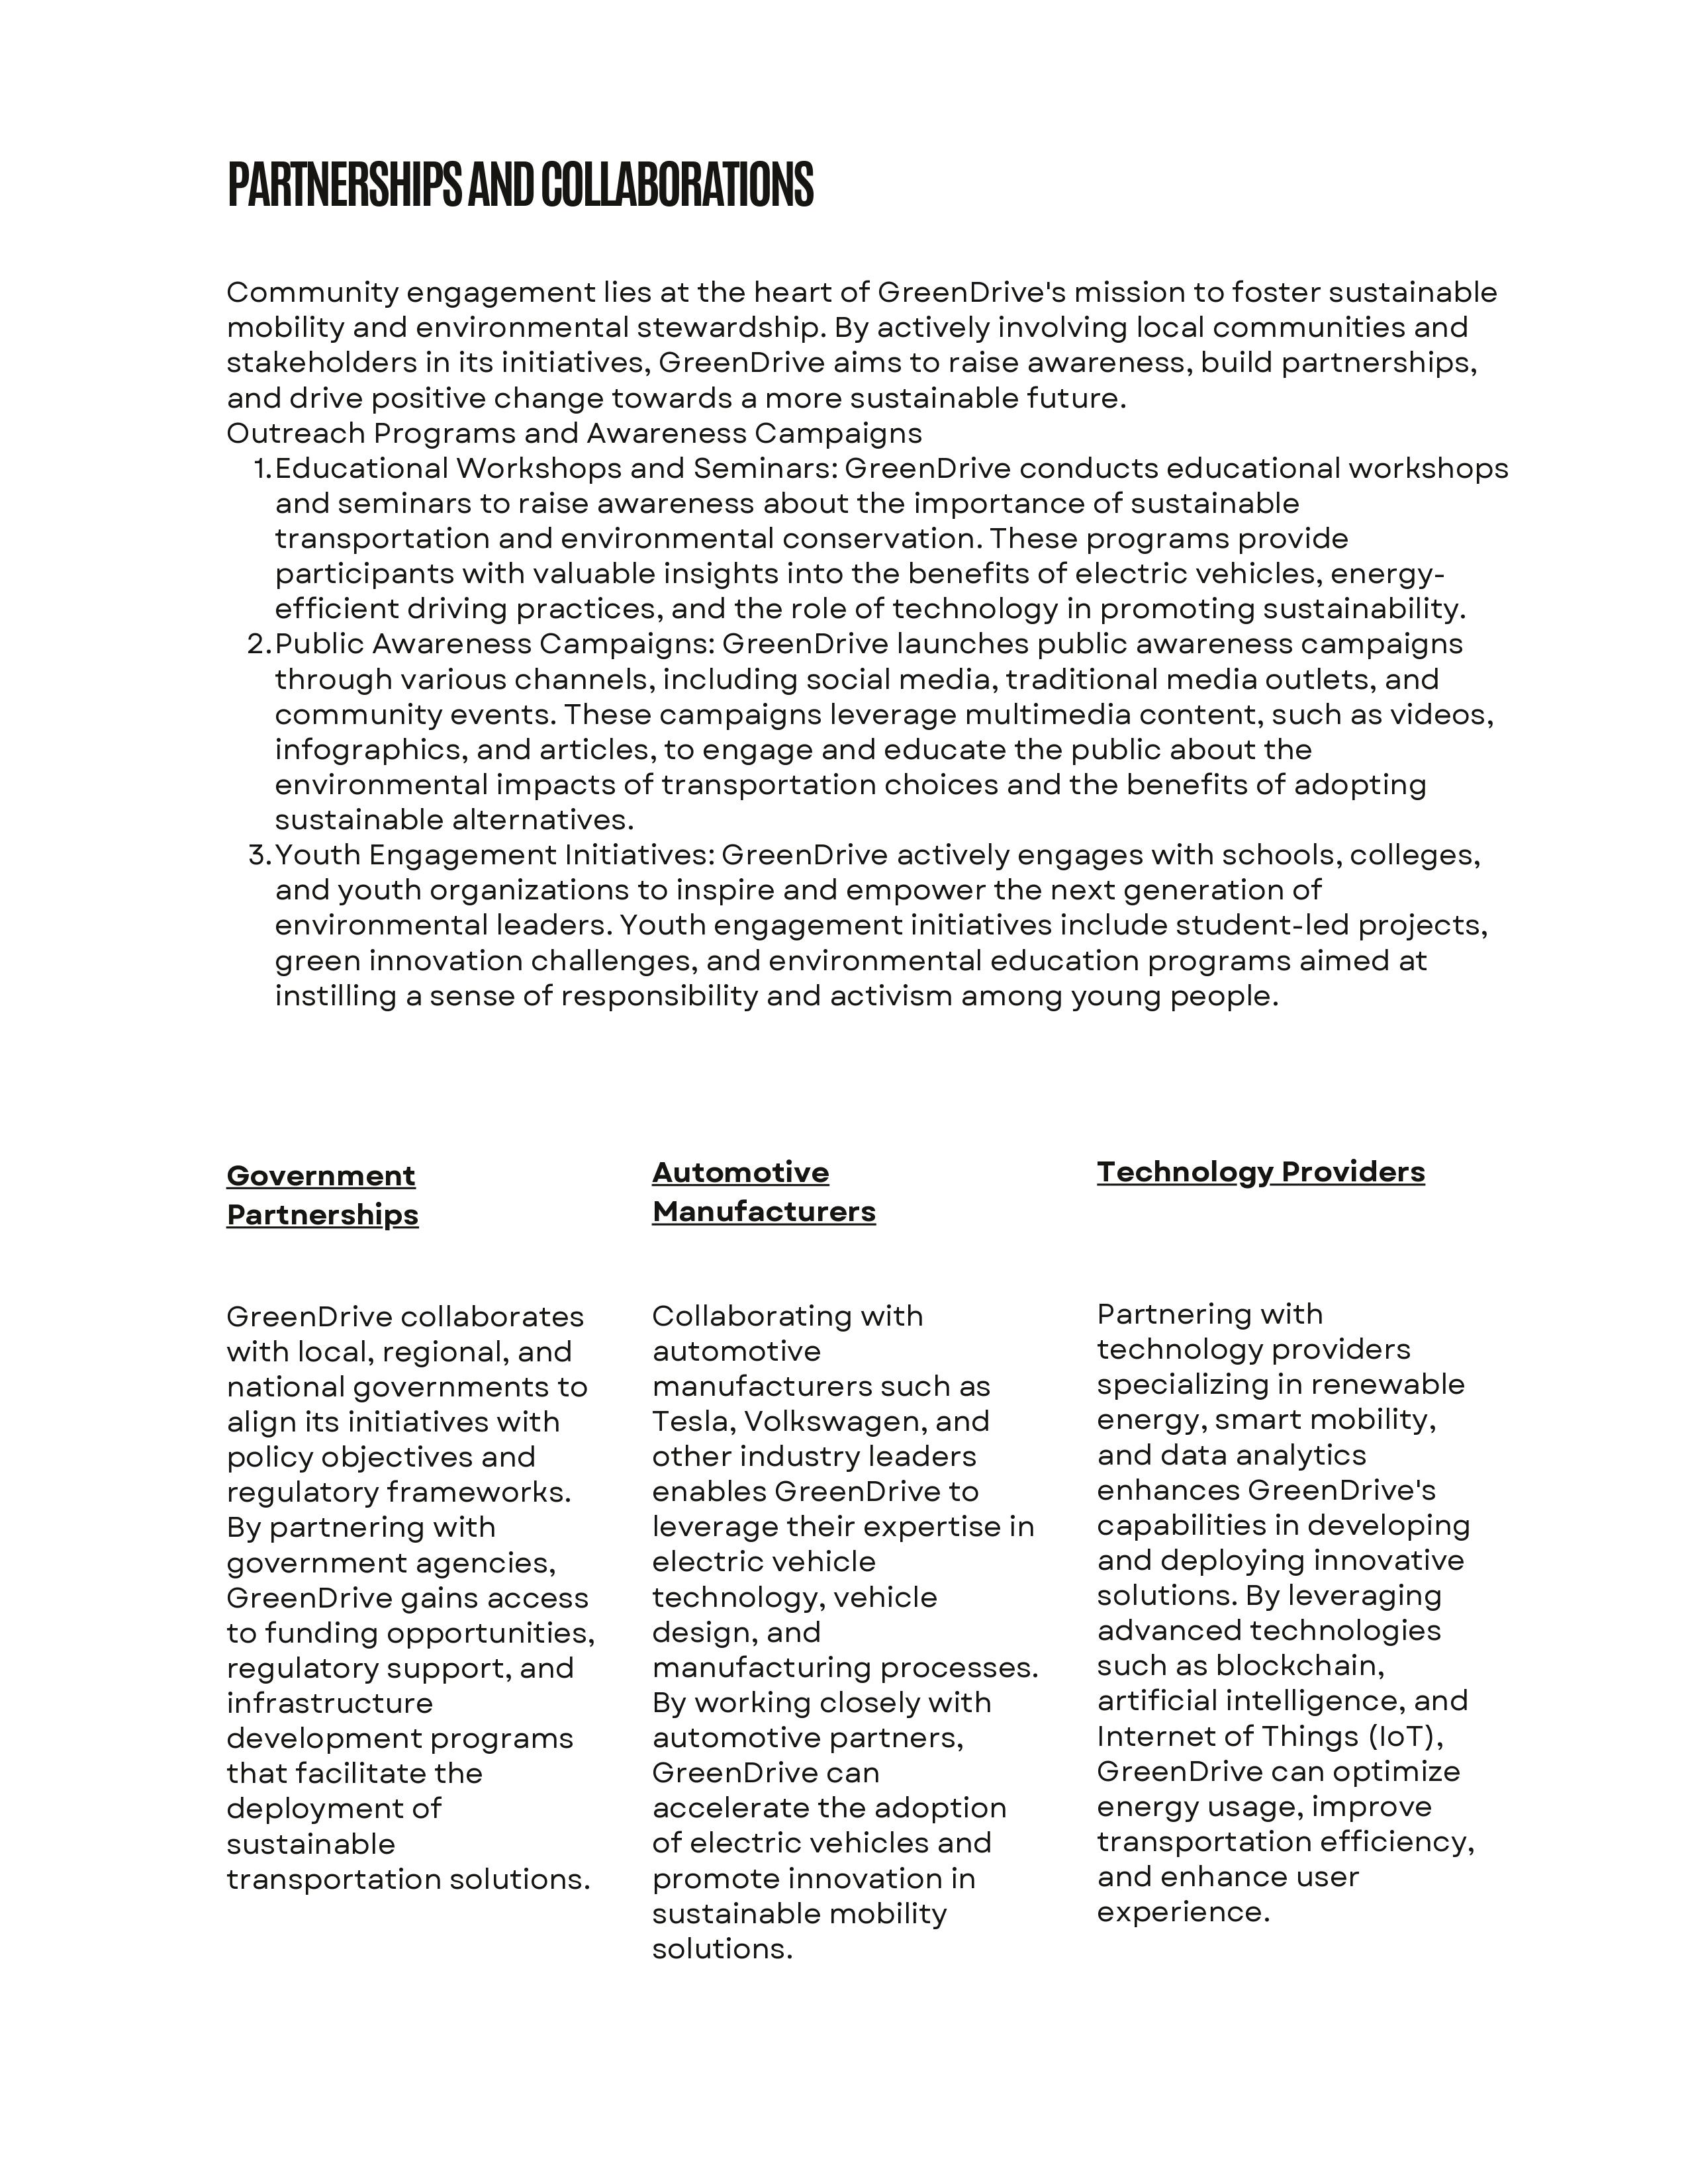 PARTNERSHIPS AND COLLABORATIONS
Community engagement lies at the heart of GreenDrive's mission to foster sustainable
mobility and environmental stewardship. By actively involving local communities and
stakeholders in its initiatives, GreenDrive aims to raise awareness, build partnerships,
and drive positive change towards a more sustainable future.
Outreach Programs and Awareness Campaigns
1. Educational Workshops and Seminars: GreenDrive conducts educational workshops
and seminars to raise awareness about the importance of sustainable
transportation and environmental conservation. These programs provide
participants with valuable insights into the benefits of electric vehicles, energy-
efficient driving practices, and the role of technology in promoting sustainability.
2. Public Awareness Campaigns: GreenDrive launches public awareness campaigns
through various channels, including social media, traditional media outlets, and
community events. These campaigns leverage multimedia content, such as videos,
infographics, and articles, to engage and educate the public about the
environmental impacts of transportation choices and the benefits of adopting
sustainable alternatives.
3. Youth Engagement Initiatives: GreenDrive actively engages with schools, colleges,
and youth organizations to inspire and empower the next generation of
environmental leaders. Youth engagement initiatives include student-led projects,
green innovation challenges, and environmental education programs aimed at
instilling a sense of responsibility and activism among young people.
Government
Partnerships
GreenDrive collaborates
with local, regional, and
national governments to
align its initiatives with
policy objectives and
regulatory frameworks.
By partnering with
government agencies,
GreenDrive gains access
to funding opportunities,
regulatory support, and
infrastructure
development programs
that facilitate the
deployment of
sustainable
transportation solutions.
Automotive
Manufacturers
Collaborating with
automotive
manufacturers such as
Tesla, Volkswagen, and
other industry leaders
enables GreenDrive to
leverage their expertise in
electric vehicle
technology, vehicle
design, and
manufacturing processes.
By working closely with
automotive partners,
GreenDrive can
accelerate the adoption
of electric vehicles and
promote innovation in
sustainable mobility
solutions.
Technology Providers
Partnering with
technology providers
specializing in renewable
energy, smart mobility,
and data analytics
enhances GreenDrive's
capabilities in developing
and deploying innovative
solutions. By leveraging
advanced technologies
such as blockchain,
artificial intelligence, and
Internet of Things (IoT),
GreenDrive can optimize
energy usage, improve
transportation efficiency,
and enhance user
experience.